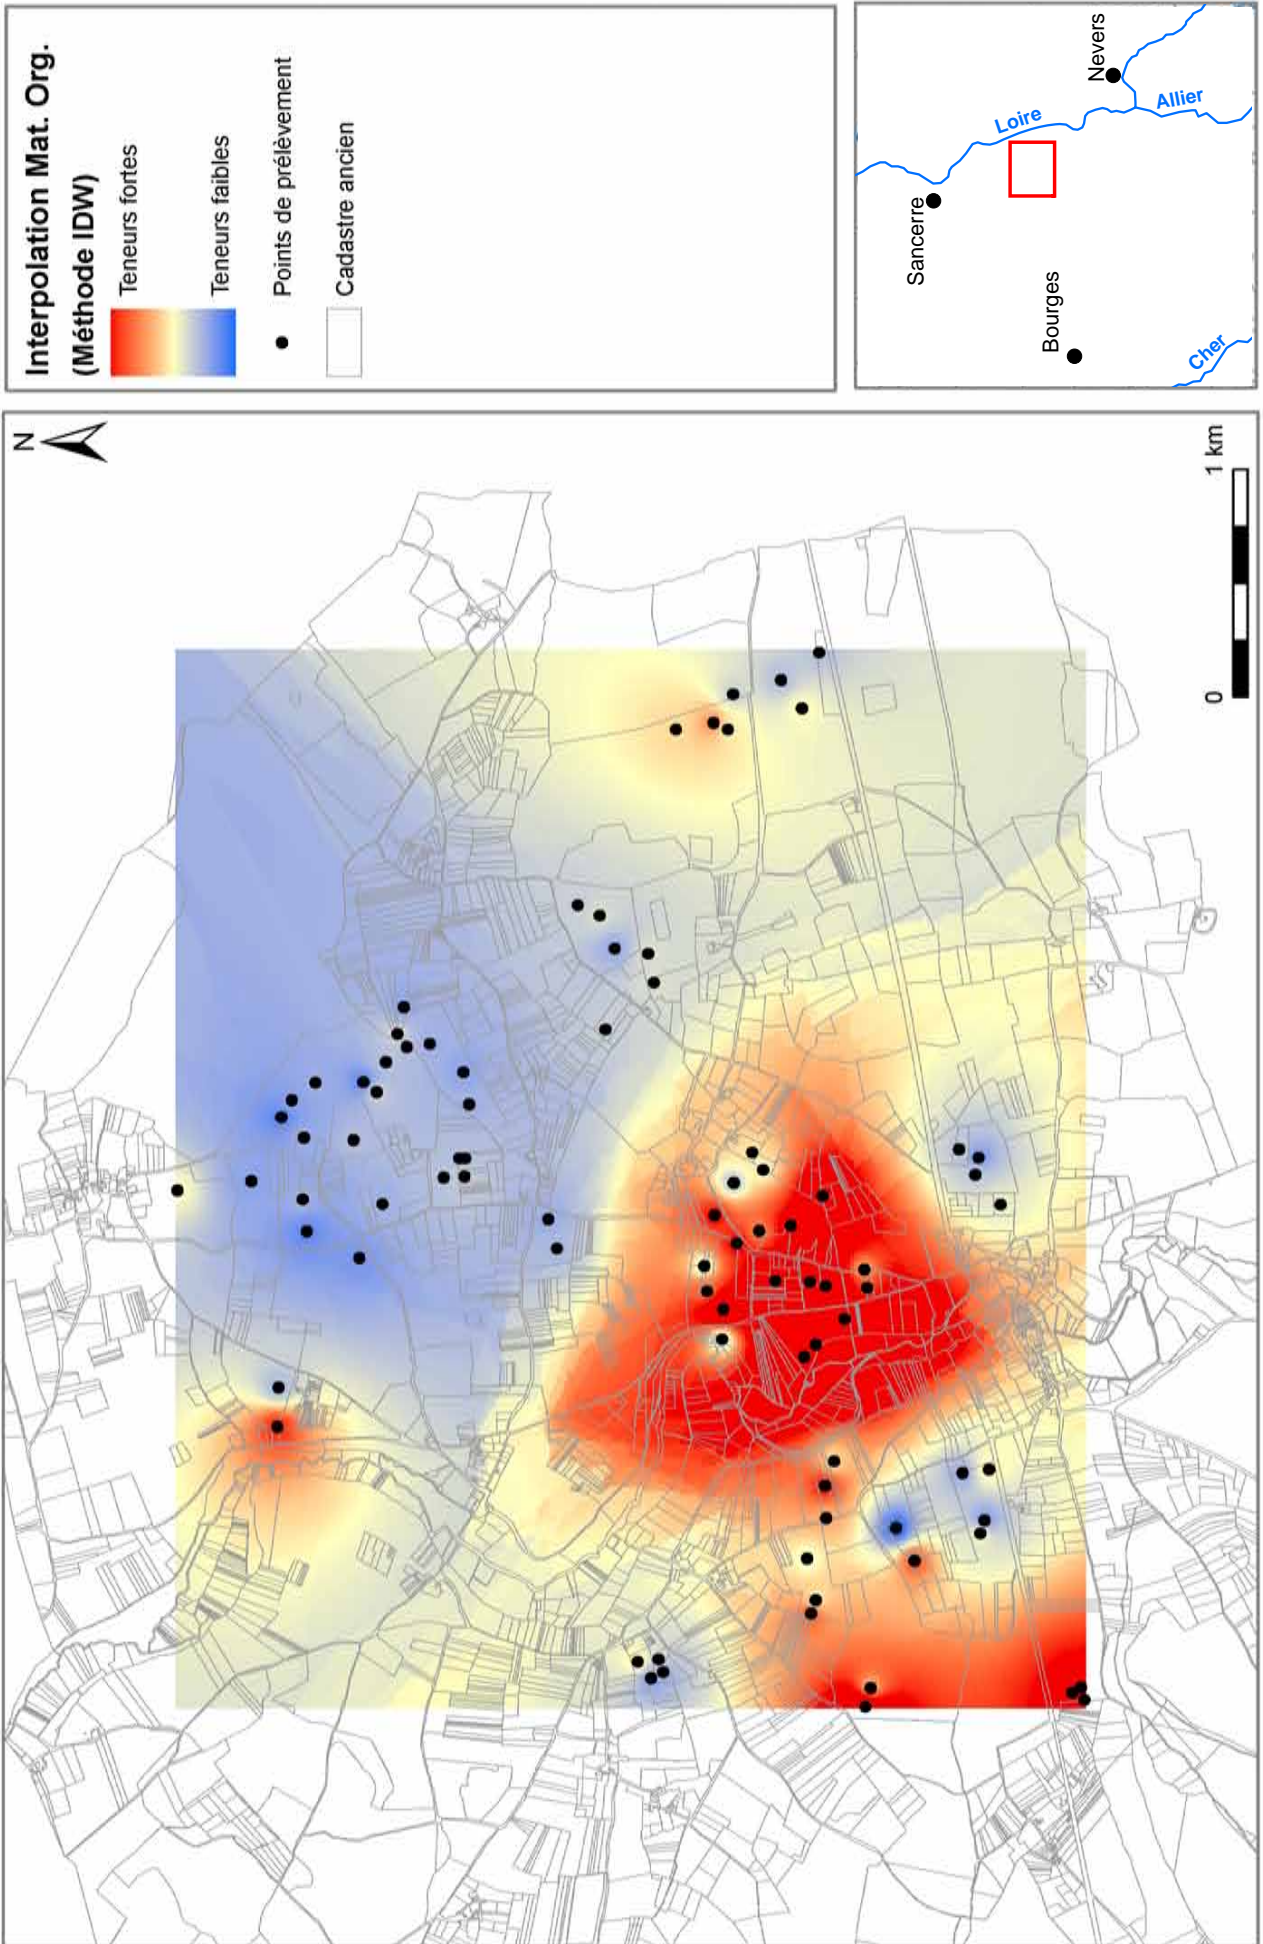 Interpolation Mat. Org.
(Méthode IDW)
Teneurs fortes
Teneurs faibles
Points de prélèvement
Cadastre ancien
N
0
1 km
Sancerre
Loire
Nevers
Allier
Bourges
Cher